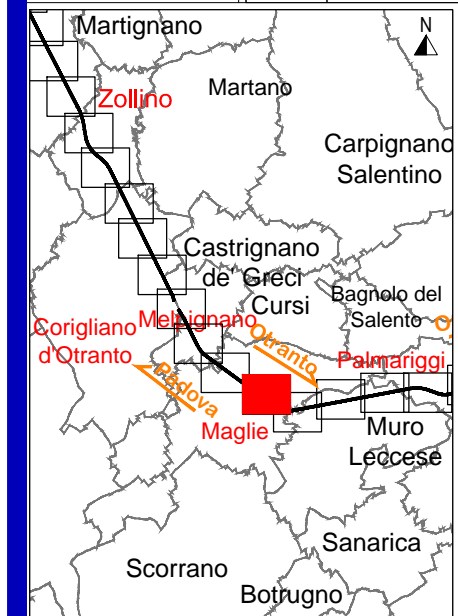 Martignano
N
Zollino
Martano
Carpignano
Salentino
Castrignano
de' Greci
Cursi
Bagnolo del
Salento
O
Corigliano
d'Otranto
Melpignano
Otranto
Palmariggi
Padova
Maglie
Muro
Leccese
Sanarica
Scorrano
Botrugno